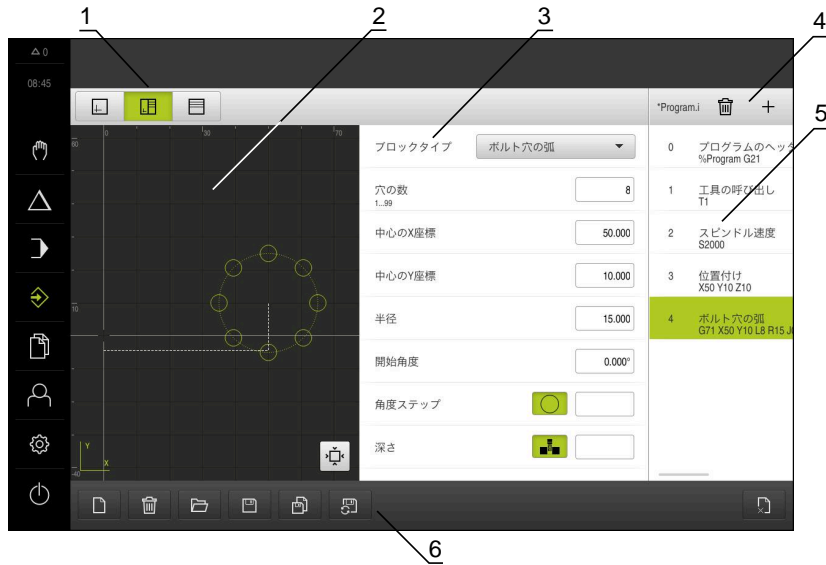 1
2
3
4
5
6
0
08:45
*Program.i
0
30
70
60
10
-40
Y
X
ブロックタイプ
ボルト穴の弧
穴の数
1...99
8
中心のX座標
50.000
中心のY座標
10.000
半径
15.000
開始角度
0.000°
角度ステップ
深さ
0 プログラムのヘッダ
%Program G21
1 工具の呼び出し
T1
2 スピンドル速度
S2000
3 位置付け
X50 Y10 Z10
4 ボルト穴の弧
G71 X50 Y10 L8 R15